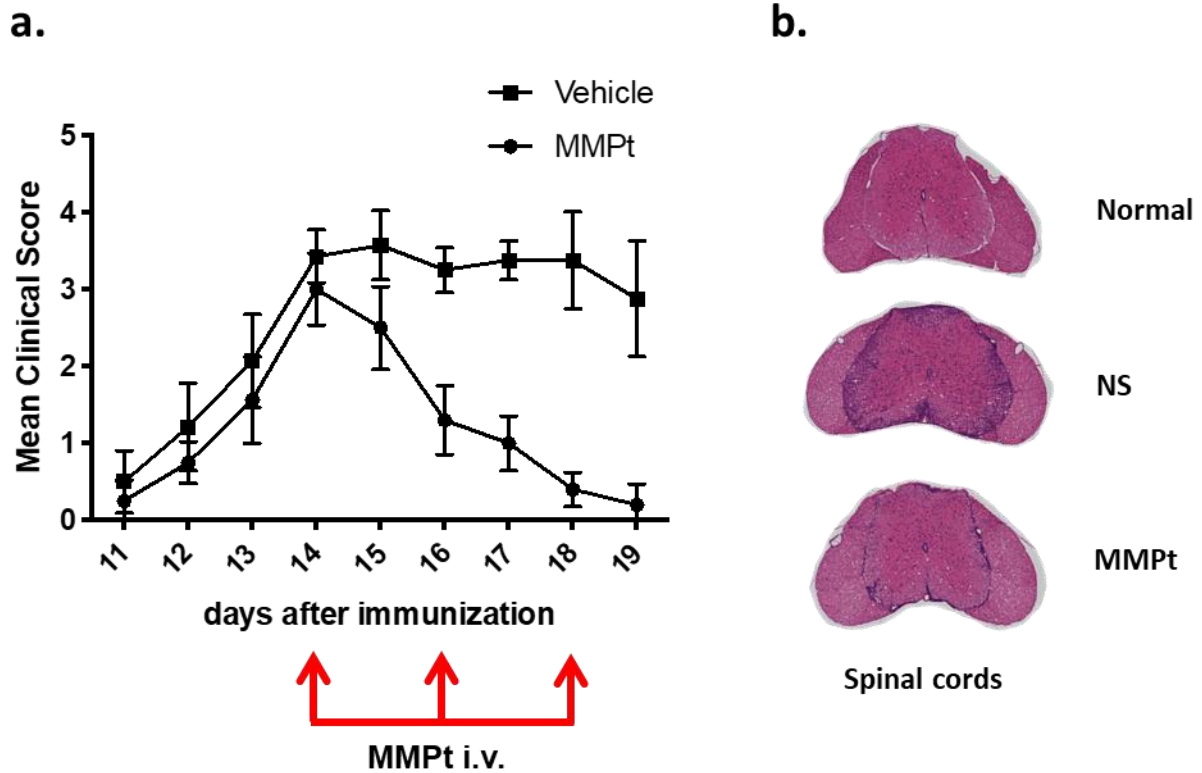 a.
Vehicle
MMPt
Mean Clinical Score
5
4
3
2
1
0
11
12
13
14
15
16
17
18
19
days after immunization
MMPt i.v.
b.
Normal
NS
MMPt
Spinal cords